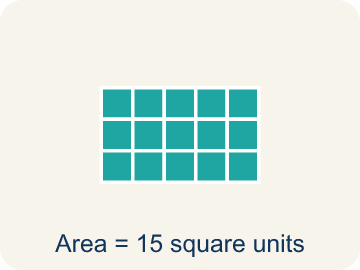 Area = 15 square units